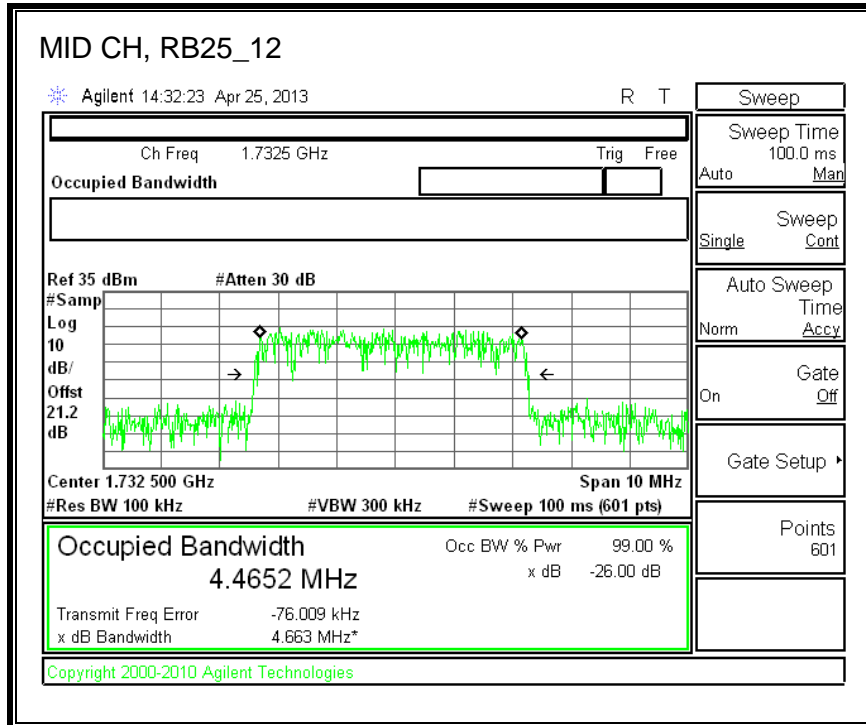 MID CH, RB25_12
Agilent 14:32:23 Apr 25, 2013 R T
Ch Freq 1.7325 GHz Trig Free
Occupied Bandwidth
Ref 35 dBm #Atten 30 dB
#Samp
Log
10
dB/
Offst
21.2
dB
Center 1.732 500 GHz Span 10 MHz
#Res BW 100 kHz #VBW 300 kHz #Sweep 100 ms (601 pts)
Occupied Bandwidth
4.4652 MHz
Occ BW % Pwr 99.00 %
x dB -26.00 dB
Transmit Freq Error -76.009 kHz
x dB Bandwidth 4.663 MHz*
Copyright 2000-2010 Agilent Technologies
Sweep
Sweep Time
100.0 ms
Auto Man
Sweep
Single Cont
Auto Sweep
Time
Norm Accy
Gate
On Off
Gate Setup
Points
601